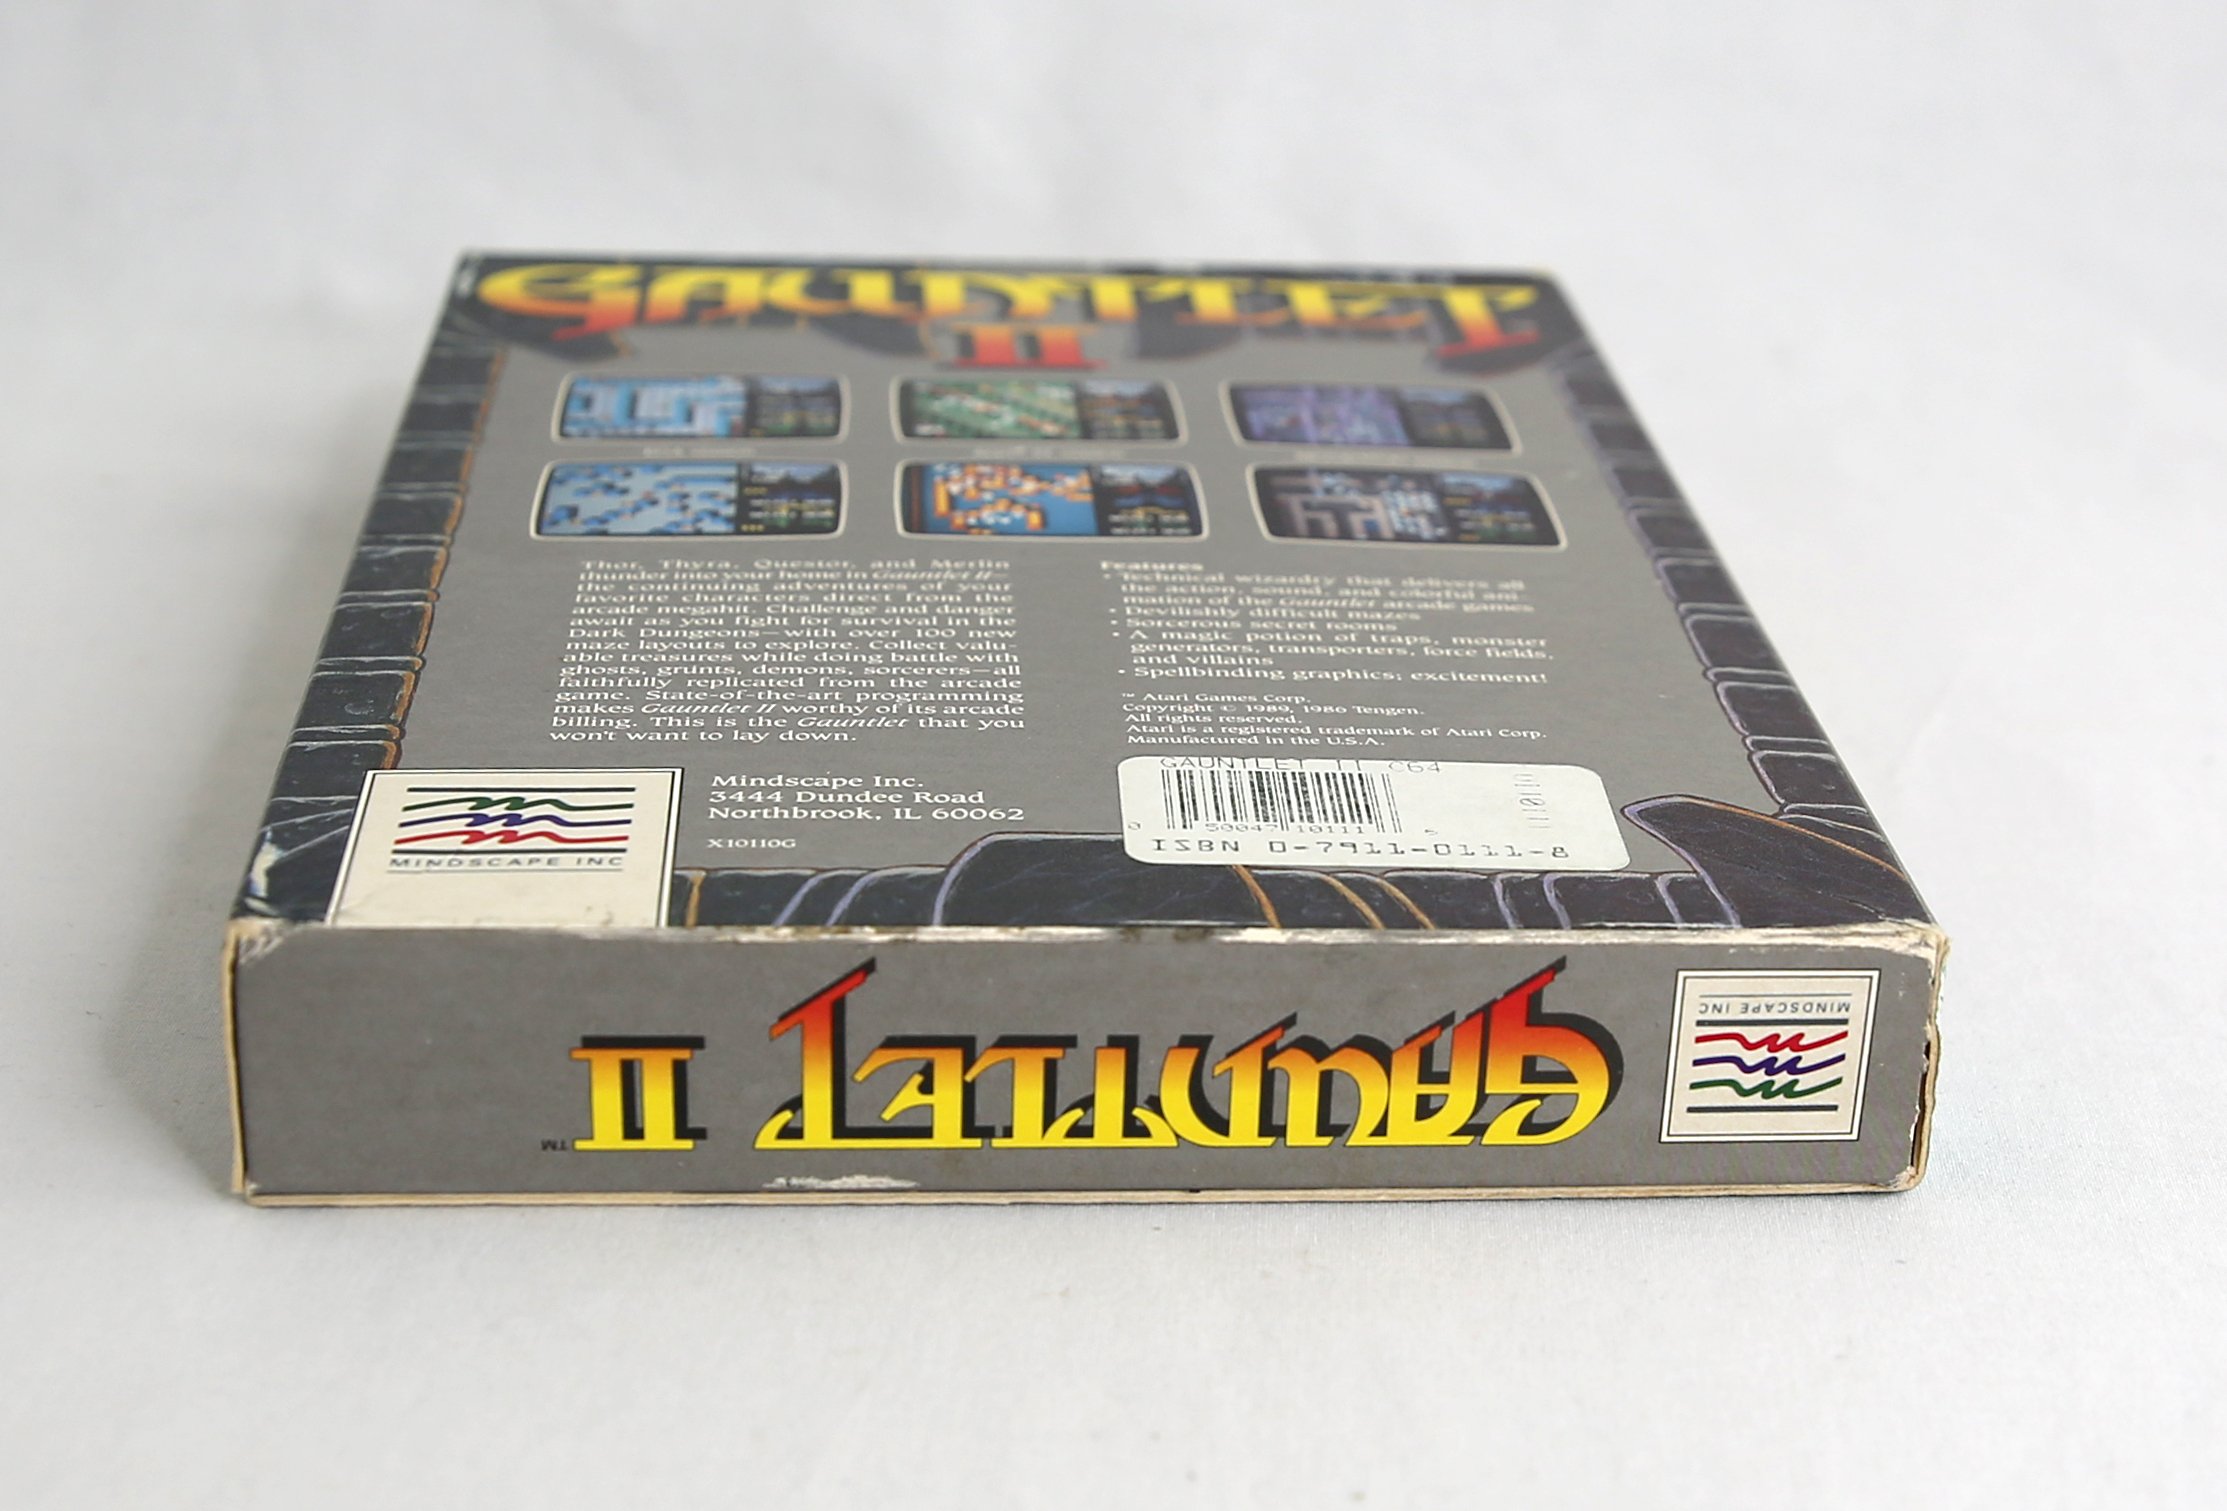 GAUNTLET
II
Thor, Thyra, Questor, and Merlin
thunder into your home in Gauntlet II—
the continuing adventures of your
favorite characters direct from the
arcade megahit. Challenge and danger
await as you fight for survival in the
Dark Dungeons—with over 100 new
maze layouts to explore. Collect valu-
able treasures while doing battle with
ghosts, grunts, demons, sorcerers—all
faithfully replicated from the arcade
game. State-of-the-art programming
makes Gauntlet II worthy of its arcade
billing. This is the Gauntlet that you
won't want to lay down.
Features
• Technical wizardry that delivers all
the action, sound, and colorful ani-
mation of the Gauntlet arcade games
• Devilishly difficult mazes
• Sorcerous secret rooms
• A magic potion of traps, monster
generators, transporters, force fields,
and villains
• Spellbinding graphics; excitement!
™ Atari Games Corp.
Copyright © 1989, 1986 Tengen.
All rights reserved.
Atari is a registered trademark of Atari Corp.
Manufactured in the U.S.A.
MINDSCAPE INC
Mindscape Inc.
3444 Dundee Road
Northbrook, IL 60062
X10110G
GAUNTLET II C64
0 50047 10111 5
ISBN 0-7911-0111-8
GAUNTLET II™
MINDSCAPE INC